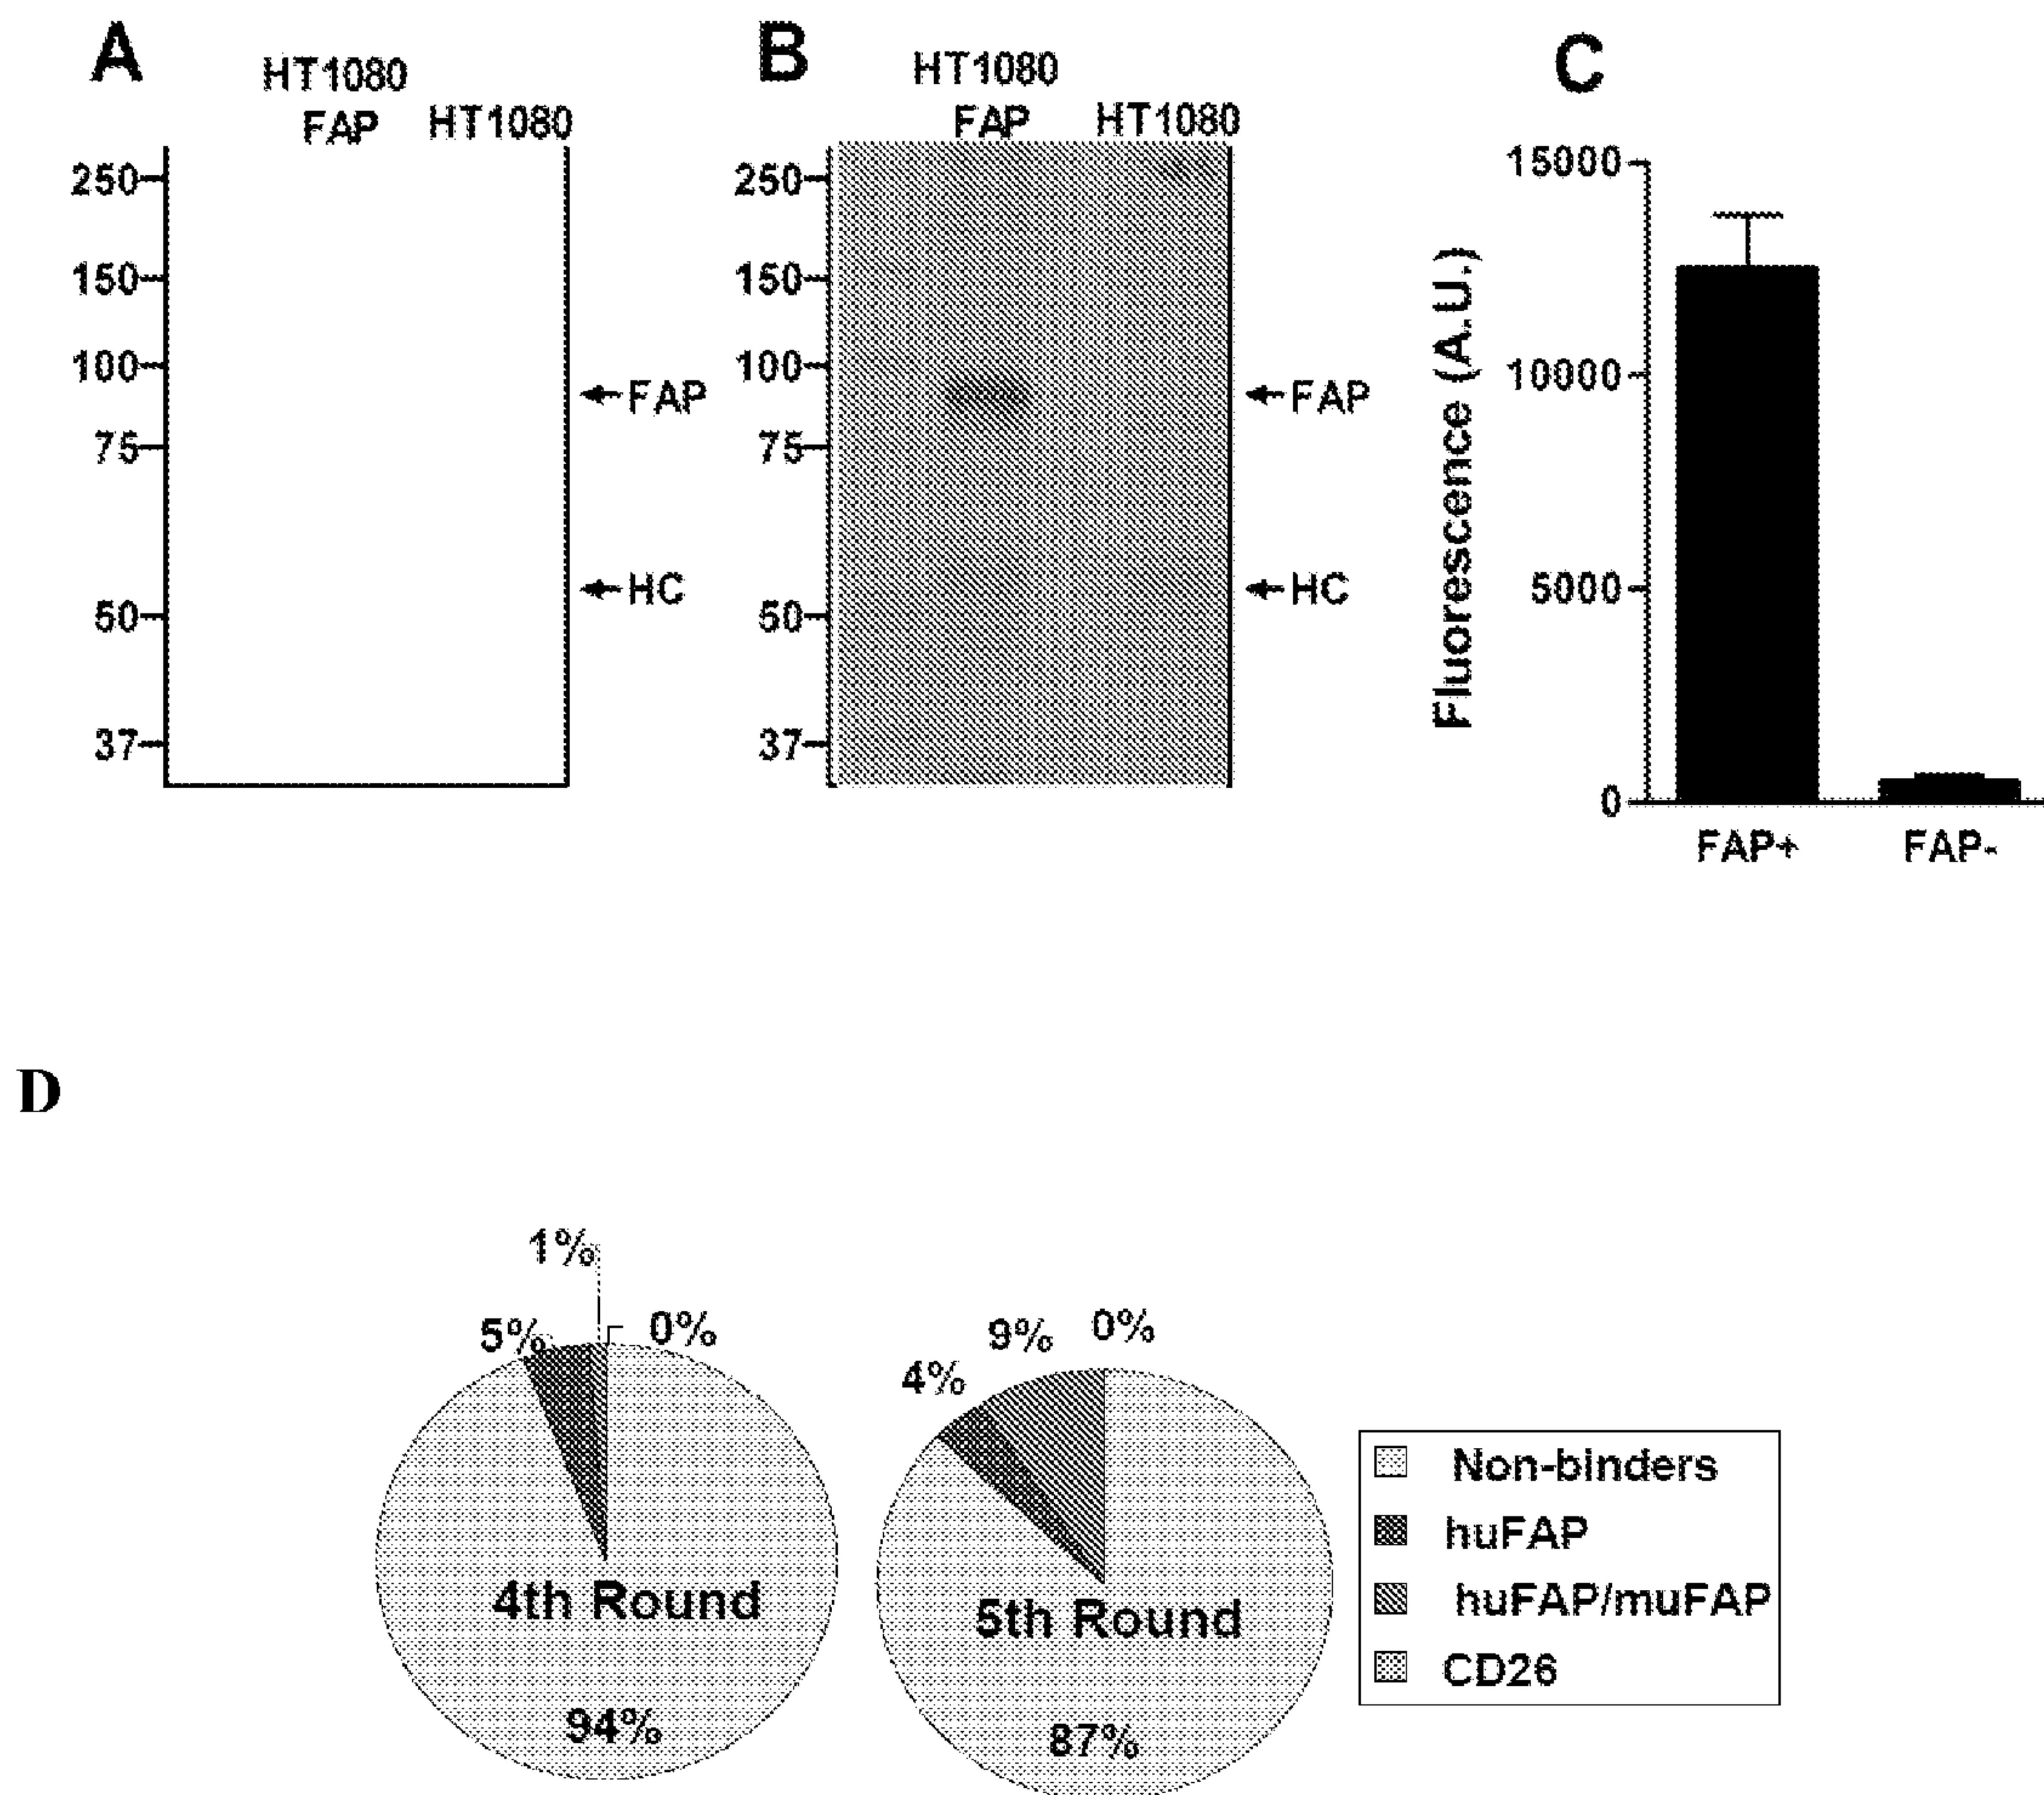 A
HT1080
FAP
HT1080
250
150
100
75
50
37
FAP
HC
B
HT1080
FAP
HT1080
250
150
100
75
50
37
FAP
HC
C
Fluorescence (A.U.)
15000
10000
5000
0
FAP+
FAP-
D
1%
5%
0%
4th Round
94%
4%
9%
0%
5th Round
87%
Non-binders
huFAP
huFAP/muFAP
CD26